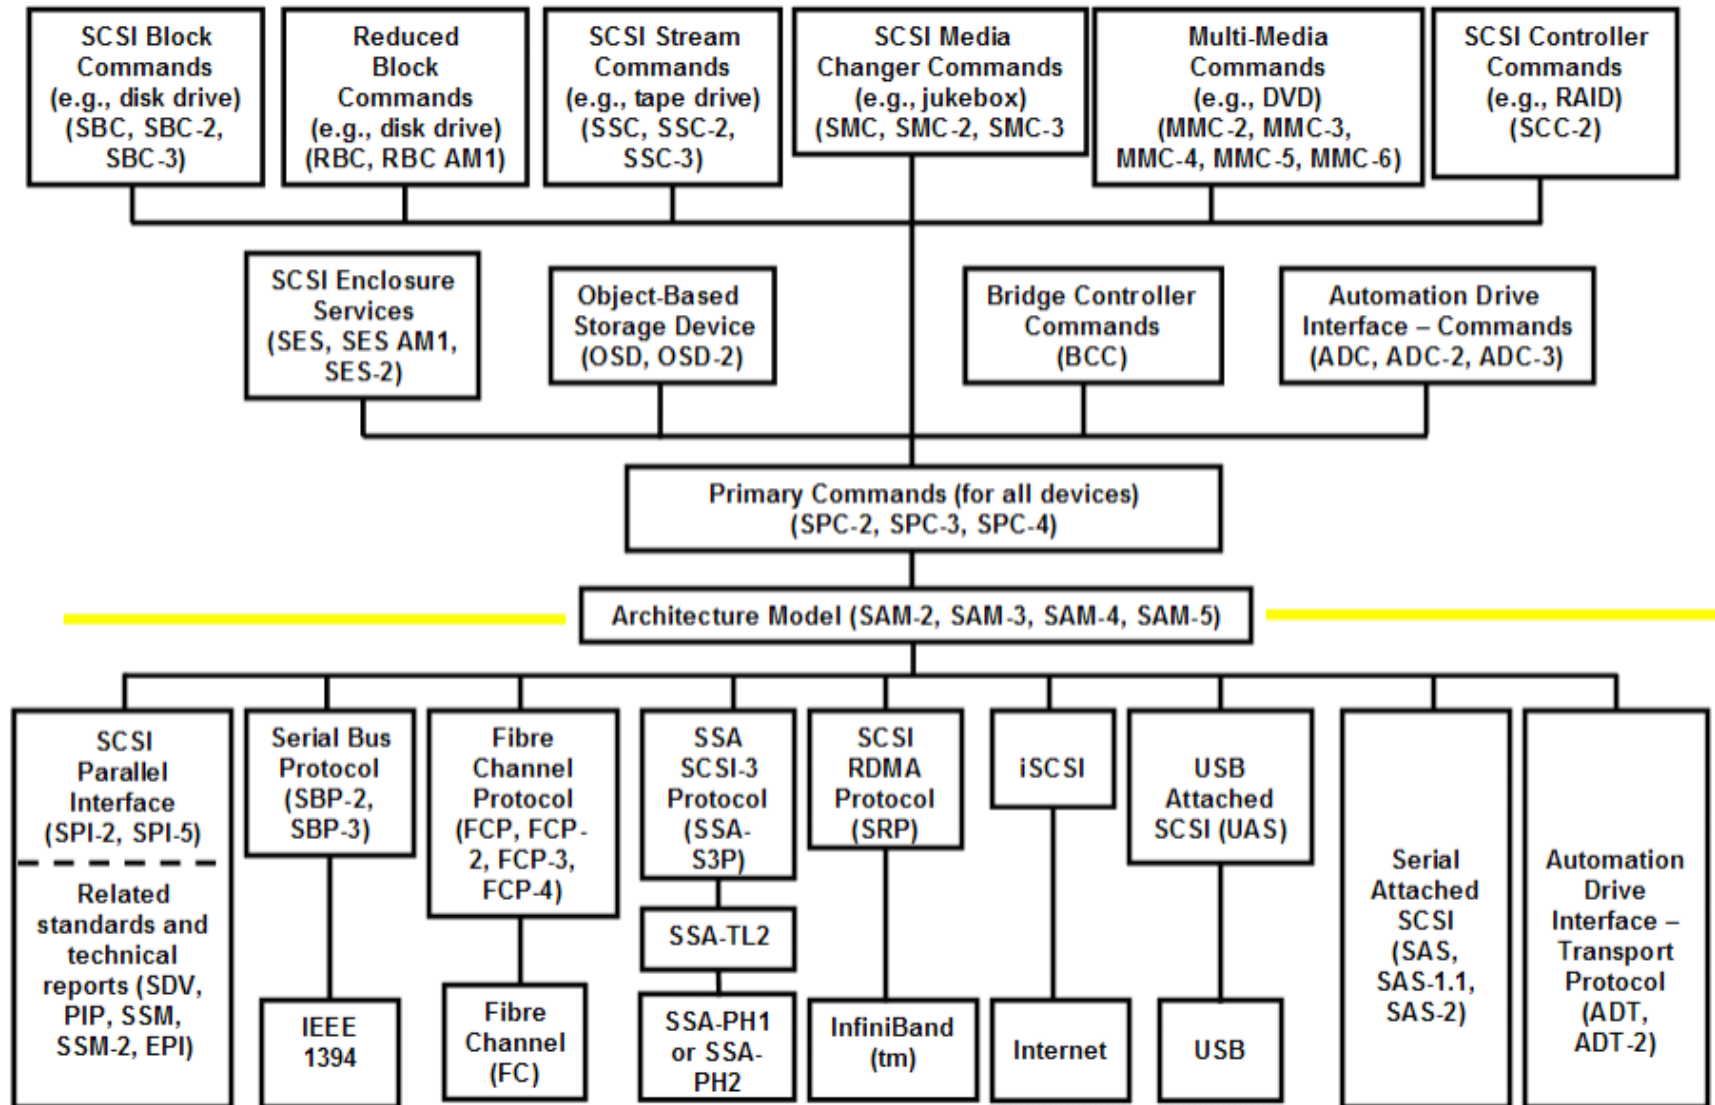 SCSI Block
Commands
(e.g., disk drive)
(SBC, SBC-2,
SBC-3)
Reduced
Block
Commands
(e.g., disk drive)
(RBC, RBC AM1)
SCSI Stream
Commands
(e.g., tape drive)
(SSC, SSC-2,
SSC-3)
SCSI Media
Changer Commands
(e.g., jukebox)
(SMC, SMC-2, SMC-3
Multi-Media
Commands
(e.g., DVD)
(MMC-2, MMC-3,
MMC-4, MMC-5, MMC-6)
SCSI Controller
Commands
(e.g., RAID)
(SCC-2)
SCSI Enclosure
Services
(SES, SES AM1,
SES-2)
Object-Based
Storage Device
(OSD, OSD-2)
Bridge Controller
Commands
(BCC)
Automation Drive
Interface – Commands
(ADC, ADC-2, ADC-3)
Primary Commands (for all devices)
(SPC-2, SPC-3, SPC-4)
Architecture Model (SAM-2, SAM-3, SAM-4, SAM-5)
SCSI
Parallel
Interface
(SPI-2, SPI-5)
Related
standards and
technical
reports (SDV,
PIP, SSM,
SSM-2, EPI)
Serial Bus
Protocol
(SBP-2,
SBP-3)
IEEE
1394
Fibre
Channel
Protocol
(FCP, FCP-
2, FCP-3,
FCP-4)
Fibre
Channel
(FC)
SSA
SCSI-3
Protocol
(SSA-
S3P)
SSA-TL2
SSA-PH1
or SSA-
PH2
SCSI
RDMA
Protocol
(SRP)
InfiniBand
(tm)
iSCSI
Internet
USB
Attached
SCSI (UAS)
USB
Serial
Attached
SCSI
(SAS,
SAS-1.1,
SAS-2)
Automation
Drive
Interface –
Transport
Protocol
(ADT,
ADT-2)